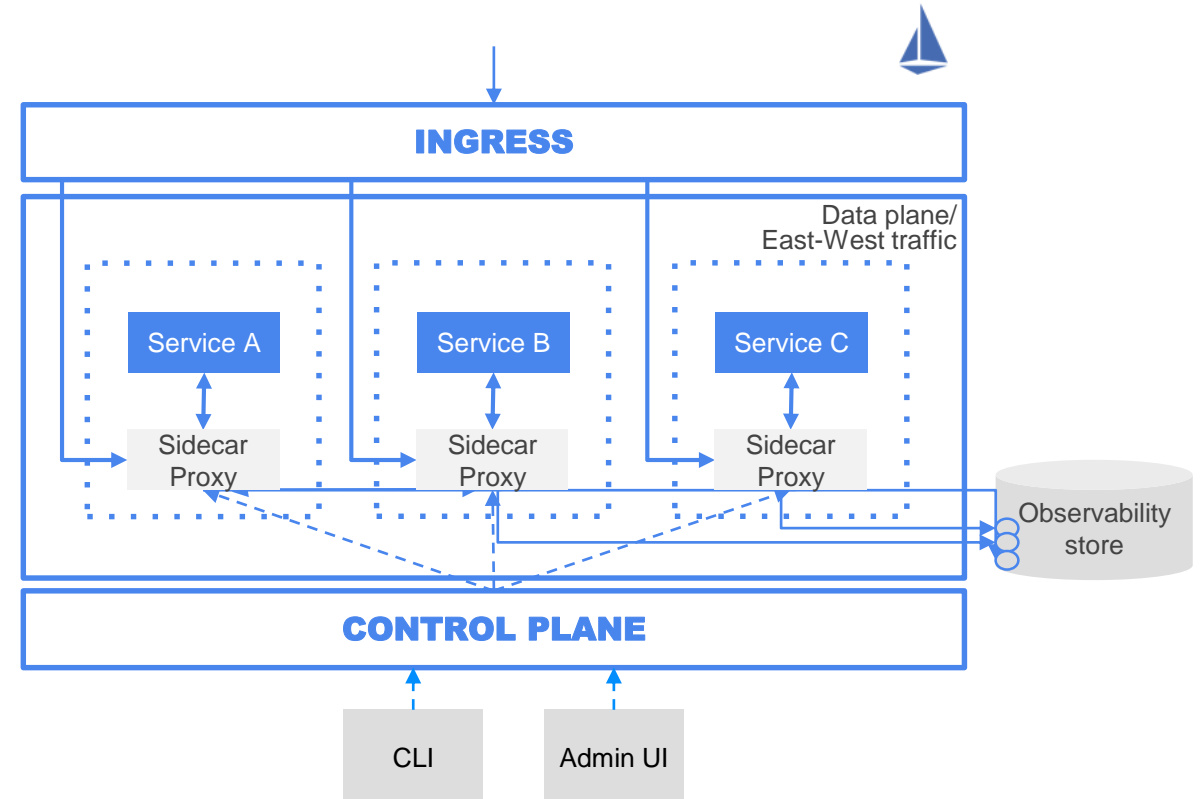 INGRESS
Data plane/
East-West traffic
Service A
Service B
Service C
Sidecar
Proxy
Sidecar
Proxy
Sidecar
Proxy
Observability
store
CONTROL PLANE
CLI
Admin UI